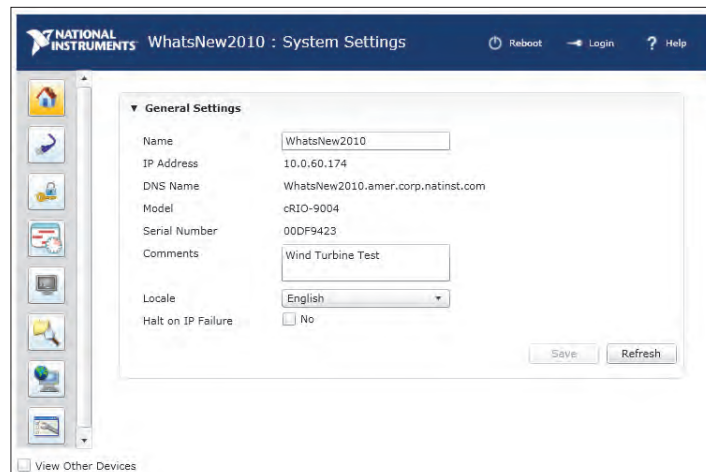 NATIONAL
INSTRUMENTS
WhatsNew2010 : System Settings
Reboot
Login
? Help
▼ General Settings
Name WhatsNew2010
IP Address 10.0.60.174
DNS Name WhatsNew2010.amer.corp.natinst.com
Model cRIO-9004
Serial Number 00DF9423
Comments Wind Turbine Test
Locale English
Halt on IP Failure No
Save Refresh
View Other Devices